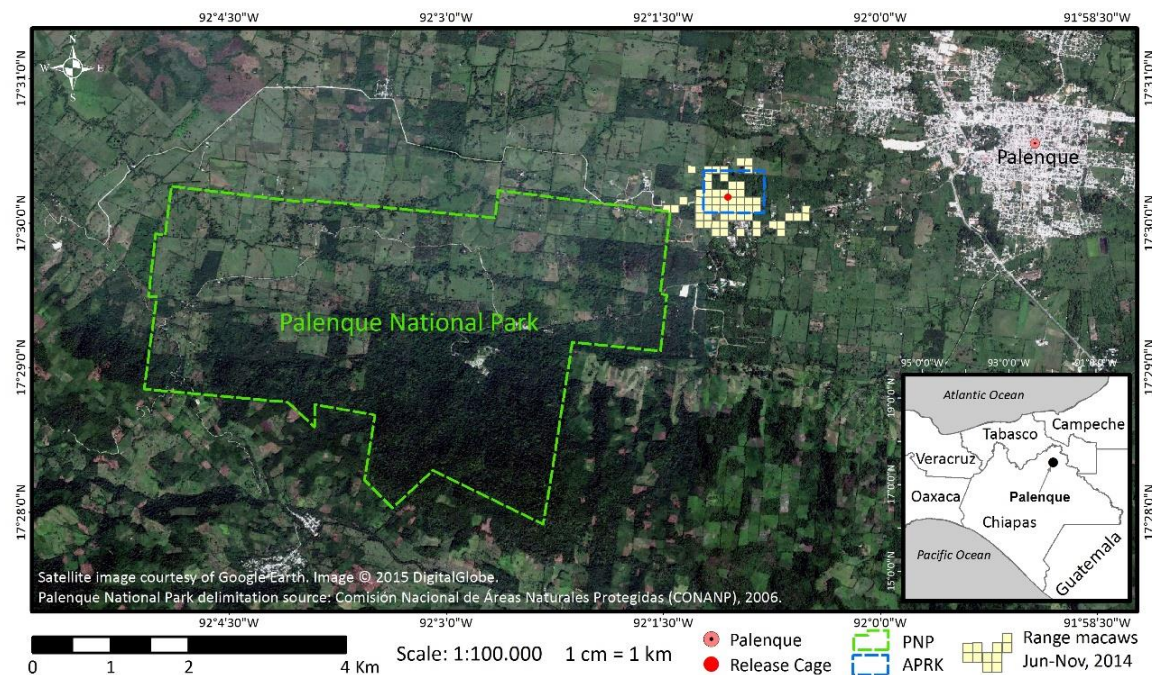 92°4'30"W 92°3'0"W 92°1'30"W 92°0'0"W 91°58'30"W
N
W E
S
17°31'0"N
17°30'0"N
17°29'0"N
17°28'0"N
17°31'0"N
17°30'0"N
17°29'0"N
17°28'0"N
Palenque
Palenque National Park
95°0'0"W 93°0'0"W 91°0'0"W
19°0'0"N
17°0'0"N
15°0'0"N
Atlantic Ocean
Campeche
Tabasco
Veracruz
Oaxaca
Palenque
Chiapas
Pacific Ocean
Guatemala
Satellite image courtesy of Google Earth. Image © 2015 DigitalGlobe.
Palenque National Park delimitation source: Comisión Nacional de Áreas Naturales Protegidas (CONANP), 2006.
92°4'30"W 92°3'0"W 92°1'30"W 92°0'0"W 91°58'30"W
0 1 2 4 Km
Scale: 1:100.000 1 cm = 1 km
Palenque
Release Cage
PNP
APRK
Range macaws
Jun-Nov, 2014